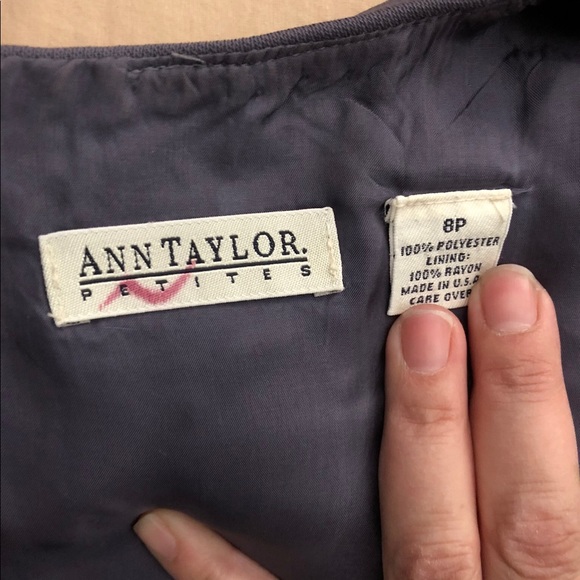 ANN TAYLOR.
PETITES
8P
100% POLYESTER
LINING:
100% RAYON
MADE IN U.S.A.
CARE OVER